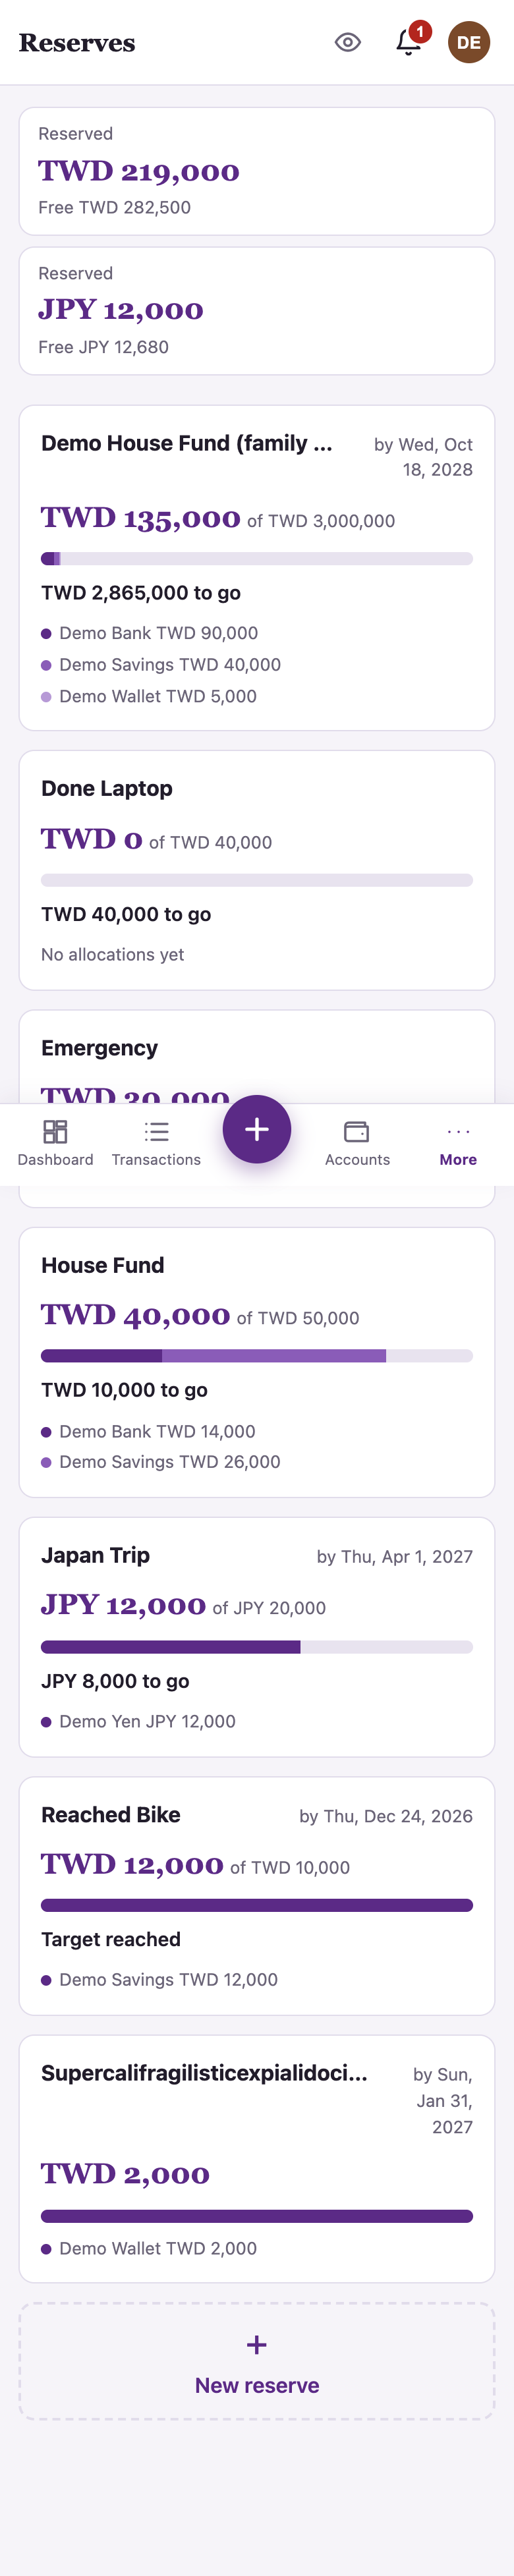 Reserves
1
DE
Reserved
TWD 219,000
Free TWD 282,500
Reserved
JPY 12,000
Free JPY 12,680
Demo House Fund (family ...
by Wed, Oct
18, 2028
TWD 135,000 of TWD 3,000,000
TWD 2,865,000 to go
Demo Bank TWD 90,000
Demo Savings TWD 40,000
Demo Wallet TWD 5,000
Done Laptop
TWD 0 of TWD 40,000
TWD 40,000 to go
No allocations yet
Emergency
TWD 30,000
Dashboard
Transactions
Accounts
More
House Fund
TWD 40,000 of TWD 50,000
TWD 10,000 to go
Demo Bank TWD 14,000
Demo Savings TWD 26,000
Japan Trip
by Thu, Apr 1, 2027
JPY 12,000 of JPY 20,000
JPY 8,000 to go
Demo Yen JPY 12,000
Reached Bike
by Thu, Dec 24, 2026
TWD 12,000 of TWD 10,000
Target reached
Demo Savings TWD 12,000
Supercalifragilisticexpialidoci...
by Sun,
Jan 31,
2027
TWD 2,000
Demo Wallet TWD 2,000
New reserve